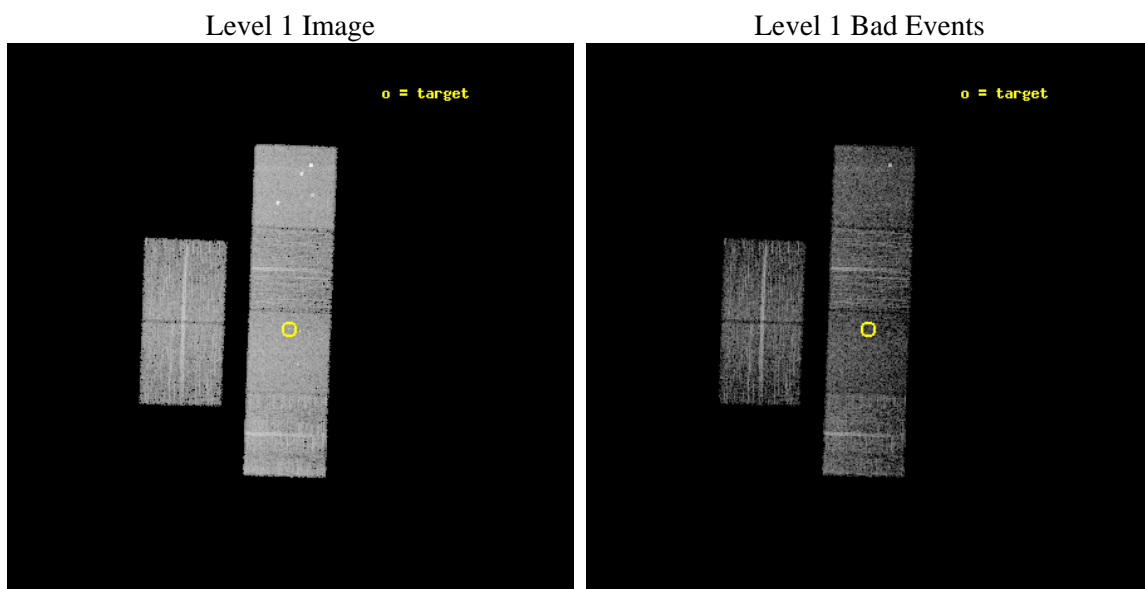 Level 1 Image
Level 1 Bad Events
o = target
o = target